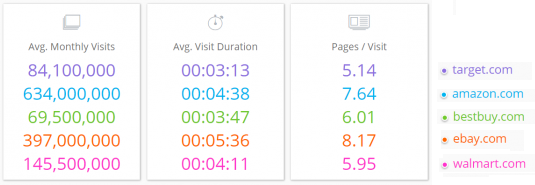 Avg. Monthly Visits
84,100,000
634,000,000
69,500,000
397,000,000
145,500,000
Avg. Visit Duration
00:03:13
00:04:38
00:03:47
00:05:36
00:04:11
Pages / Visit
5.14
7.64
6.01
8.17
5.95
target.com
amazon.com
bestbuy.com
ebay.com
walmart.com